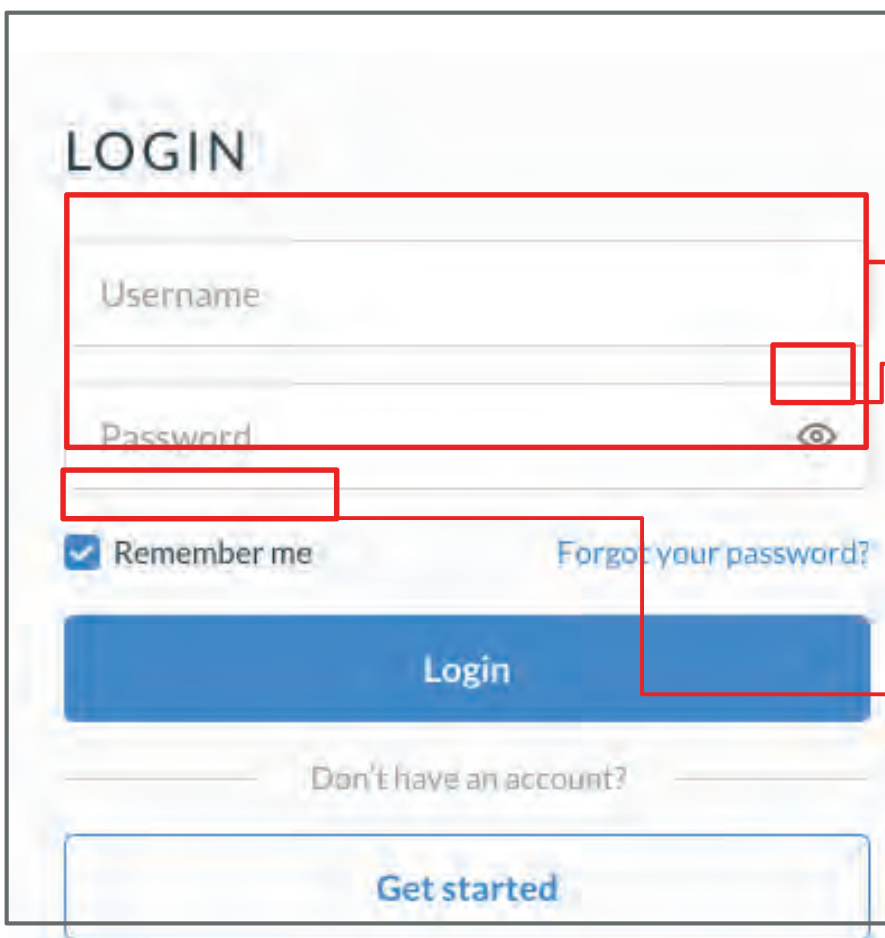 LOGIN
Username
Password
Remember me Forgot your password?
Login
Don't have an account?
Get started